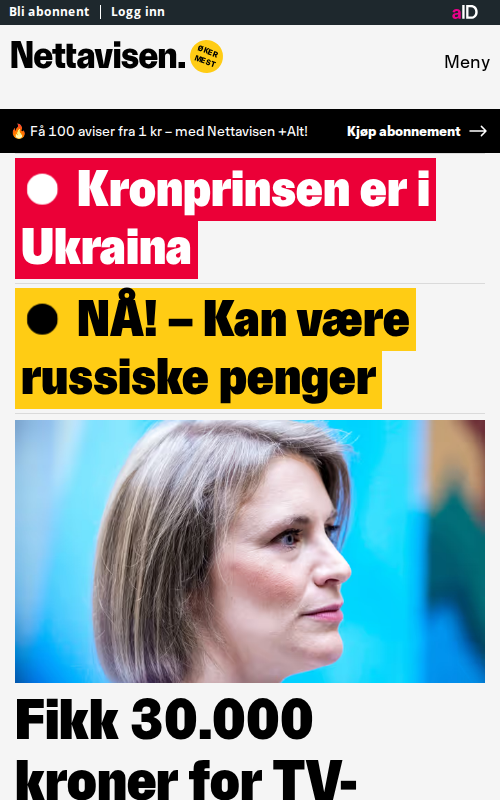 Bli abonnent | Logg inn
aID
Nettavisen.
ØKER
MEST
Meny
🔥 Få 100 aviser fra 1 kr – med Nettavisen +Alt!
Kjøp abonnement →
Kronprinsen er i
Ukraina
NÅ! – Kan være
russiske penger
Fikk 30.000
kroner for TV-